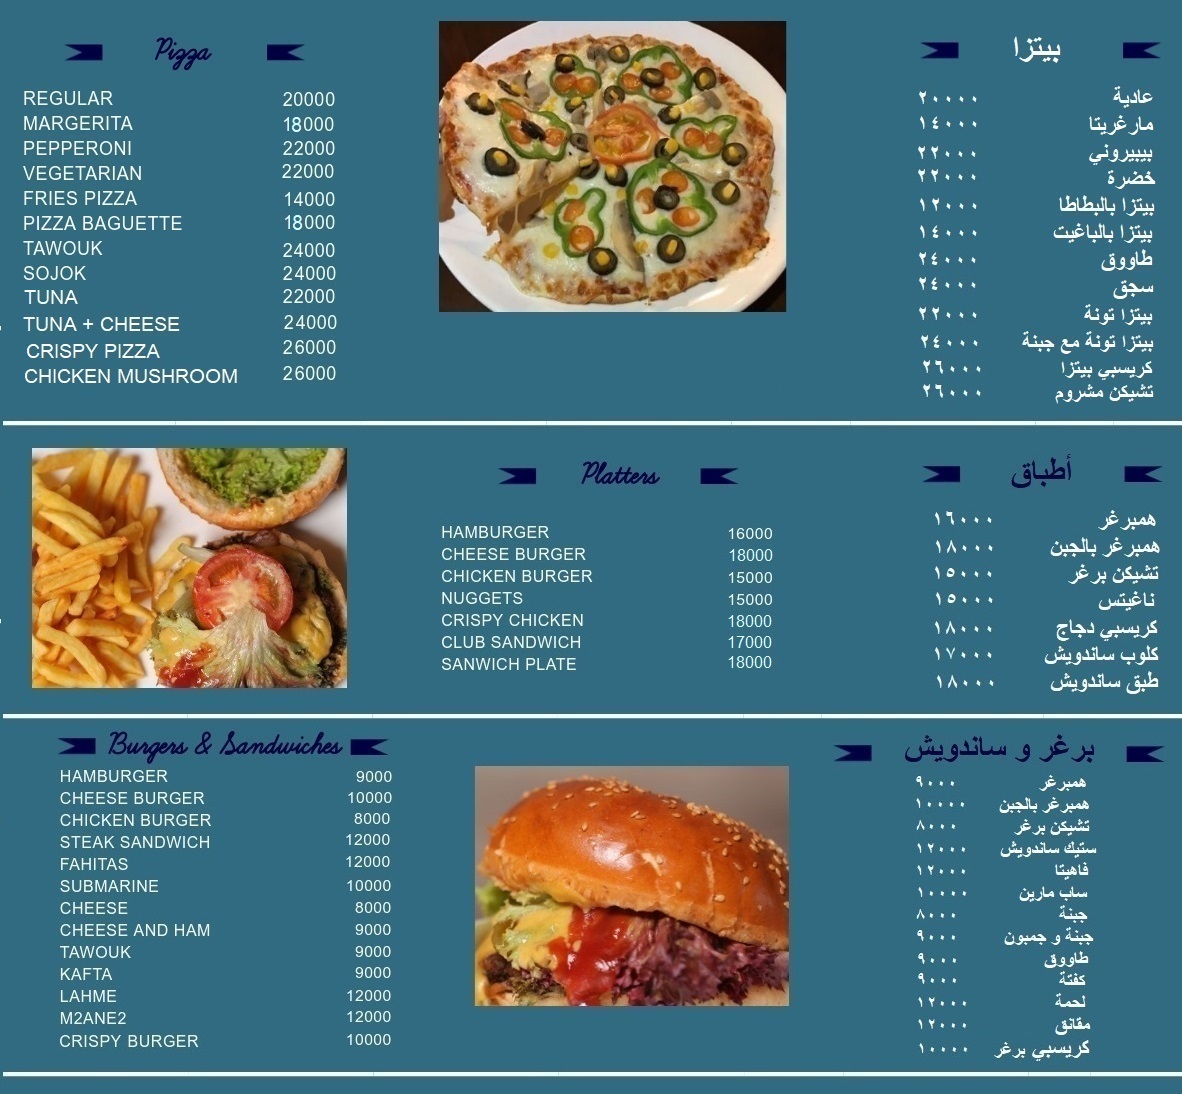 Pizza
REGULAR 20000
MARGERITA 18000
PEPPERONI 22000
VEGETARIAN 22000
FRIES PIZZA 14000
PIZZA BAGUETTE 18000
TAWOUK 24000
SOJOK 24000
TUNA 22000
TUNA + CHEESE 24000
CRISPY PIZZA 26000
CHICKEN MUSHROOM 26000
بيتزا
عادية ٢٠٠٠٠
مارغريتا ١٤٠٠٠
بيبيروني ٢٢٠٠٠
خضرة ٢٢٠٠٠
بيتزا بالبطاطا ١٢٠٠٠
بيتزا بالباغيت ١٤٠٠٠
طاووق ٢٤٠٠٠
سجق ٢٤٠٠٠
بيتزا تونة ٢٢٠٠٠
بيتزا تونة مع جبنة ٢٤٠٠٠
كريسبي بيتزا ٢٦٠٠٠
تشيكن مشروم ٢٦٠٠٠
Platters
HAMBURGER 16000
CHEESE BURGER 18000
CHICKEN BURGER 15000
NUGGETS 15000
CRISPY CHICKEN 18000
CLUB SANDWICH 17000
SANWICH PLATE 18000
أطباق
همبرغر ١٦٠٠٠
همبرغر بالجبن ١٨٠٠٠
تشيكن برغر ١٥٠٠٠
ناغيتس ١٥٠٠٠
كريسبي دجاج ١٨٠٠٠
كلوب ساندويش ١٧٠٠٠
طبق ساندويش ١٨٠٠٠
Burgers & Sandwiches
HAMBURGER 9000
CHEESE BURGER 10000
CHICKEN BURGER 8000
STEAK SANDWICH 12000
FAHITAS 12000
SUBMARINE 10000
CHEESE 8000
CHEESE AND HAM 9000
TAWOUK 9000
KAFTA 9000
LAHME 12000
M2ANE2 12000
CRISPY BURGER 10000
برغر و ساندويش
همبرغر ٩٠٠٠
همبرغر بالجبن ١٠٠٠٠
تشيكن برغر ٨٠٠٠
ستيك ساندويش ١٢٠٠٠
فاهيتا ١٢٠٠٠
ساب مارين ١٠٠٠٠
جبنة ٨٠٠٠
جبنة و جمبون ٩٠٠٠
طاووق ٩٠٠٠
كفتة ٩٠٠٠
لحمة ١٢٠٠٠
مقانق ١٢٠٠٠
كريسبي برغر ١٠٠٠٠